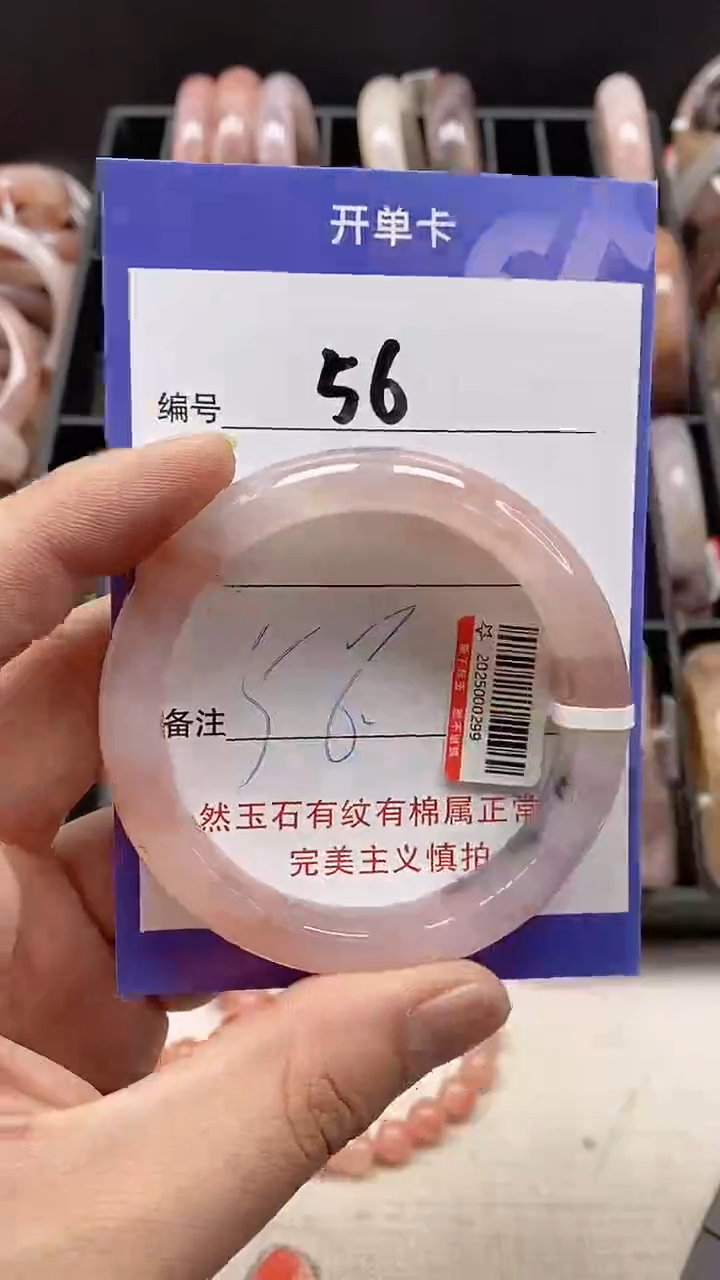 开单卡
编号 56
备注 56
2025000299
然玉石有纹有棉属正常
完美主义慎拍